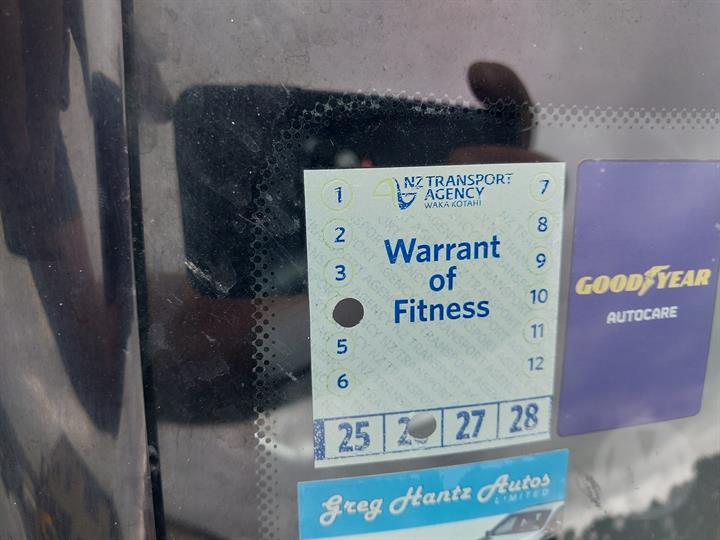 1
2
3
5
6
NZ TRANSPORT
AGENCY
WAKA KOTAHI
Warrant
of
Fitness
7
8
9
10
11
12
25 2 27 28
GOODYEAR
AUTOCARE
Greg Hantz Autos
LIMITED